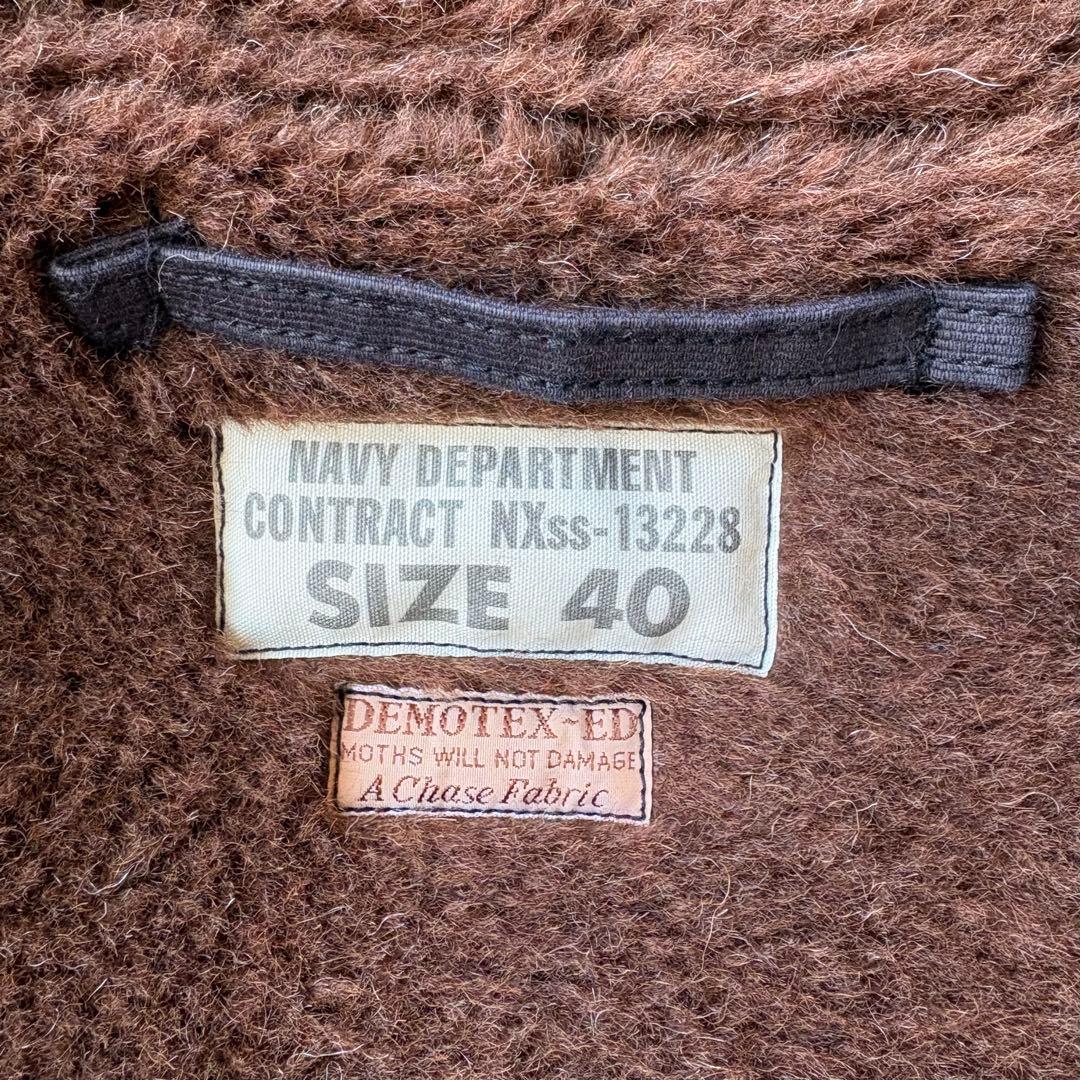 NAVY DEPARTMENT
CONTRACT NXss-13228
SIZE 40
DEMOTEX-ED
MOTHS WILL NOT DAMAGE
A Chase Fabric